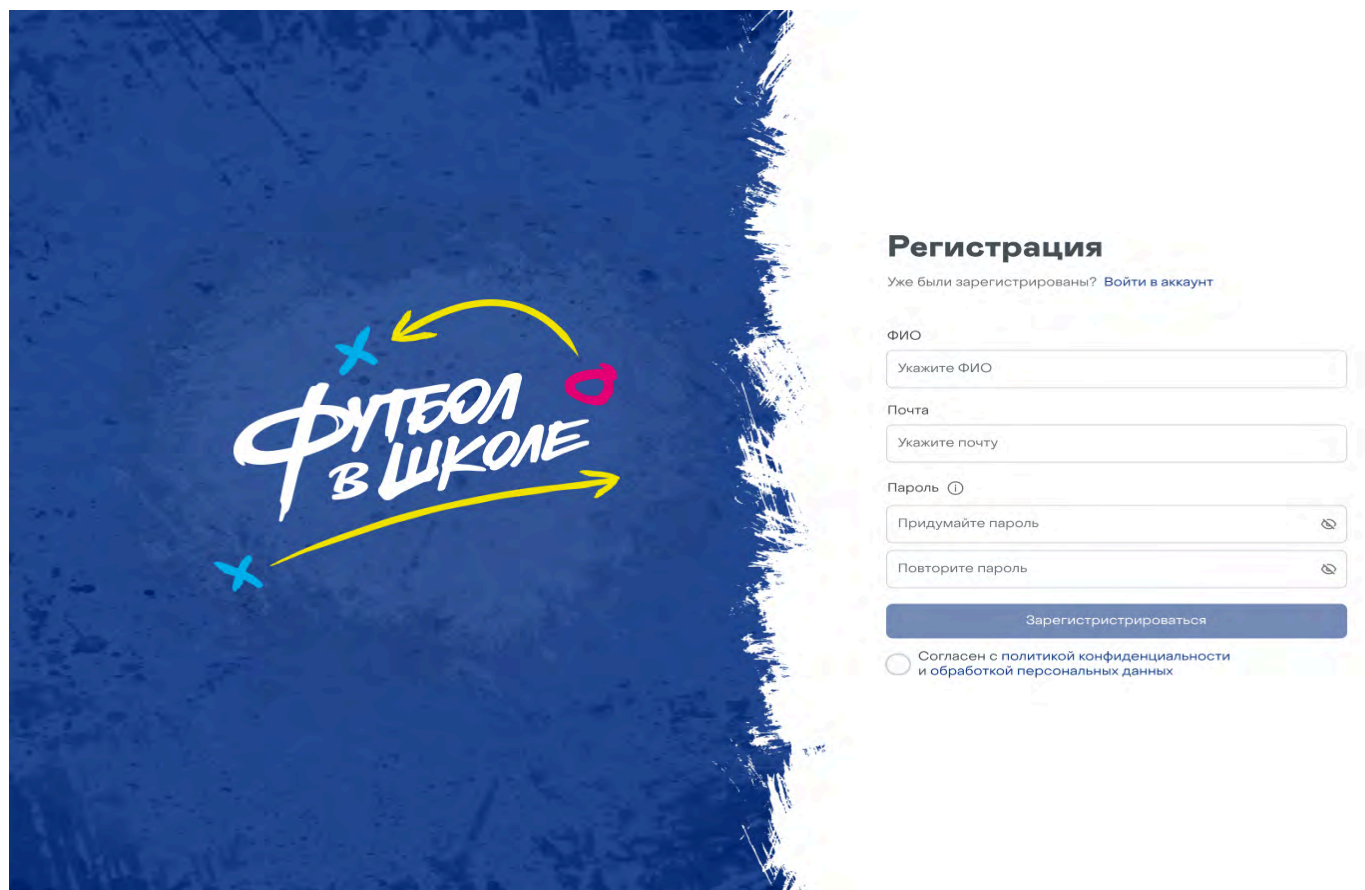 ФУТБОЛ
В ШКОЛЕ
Регистрация
Уже были зарегистрированы? Войти в аккаунт
ФИО
Укажите ФИО
Почта
Укажите почту
Пароль
Придумайте пароль
Повторите пароль
Зарегистристрироваться
Согласен с политикой конфиденциальности
и обработкой персональных данных